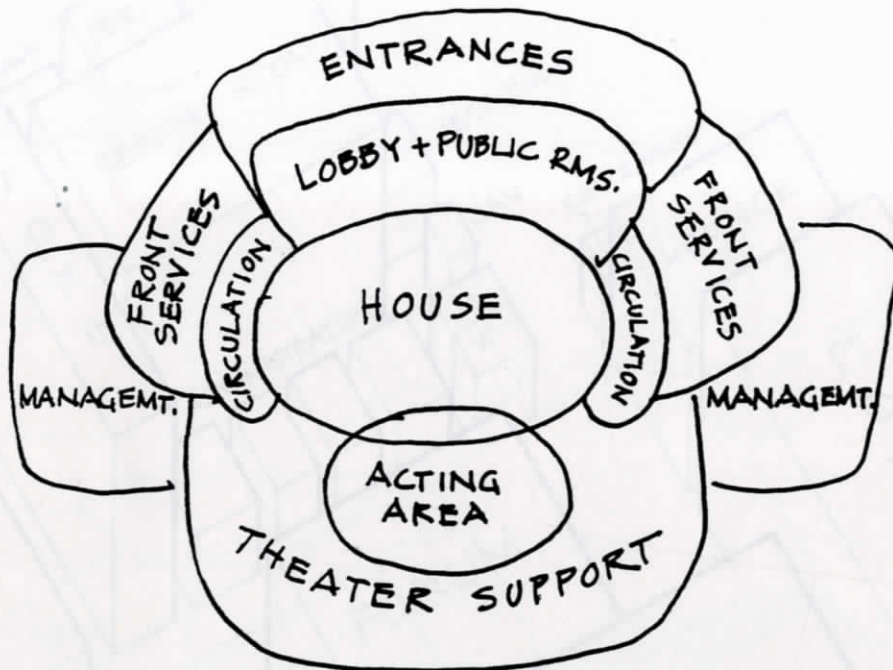 ENTRANCES
LOBBY + PUBLIC RMS.
FRONT
SERVICES
CIRCULATION
HOUSE
CIRCULATION
FRONT
SERVICES
MANAGEMT.
MANAGEMT.
ACTING
AREA
THEATER SUPPORT